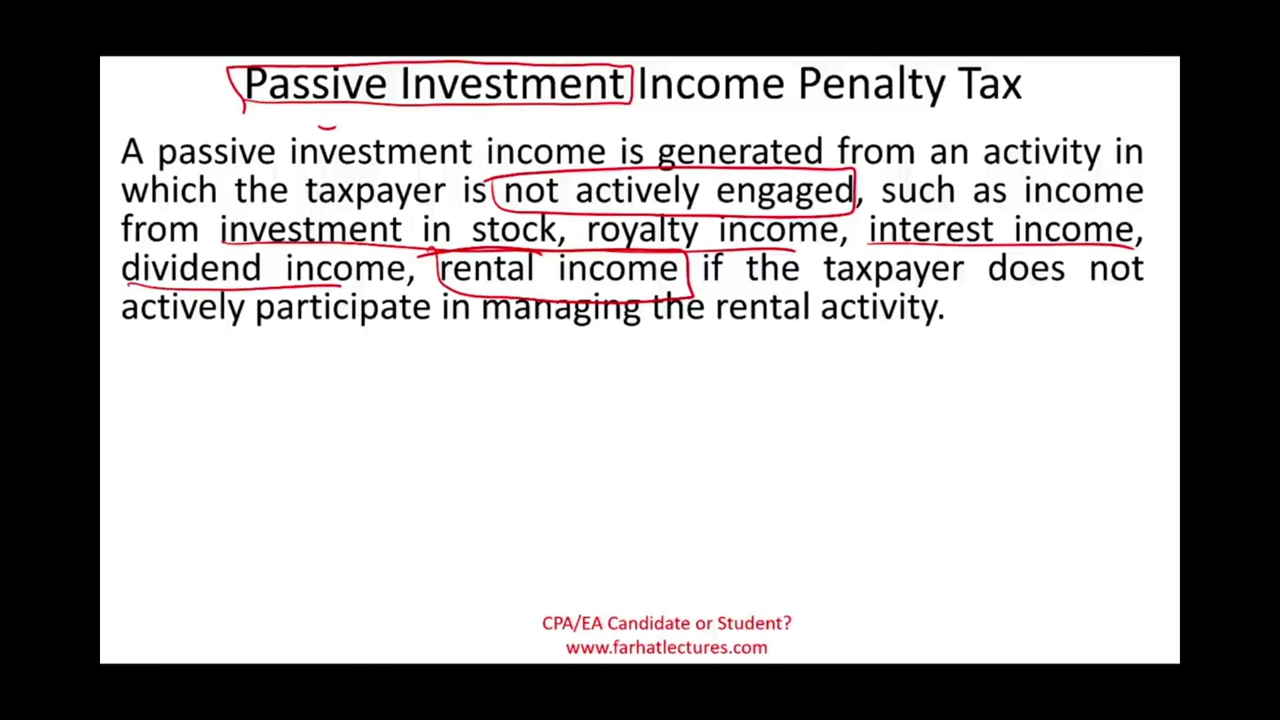 Passive Investment Income Penalty Tax
A passive investment income is generated from an activity in
which the taxpayer is not actively engaged, such as income
from investment in stock, royalty income, interest income,
dividend income, rental income if the taxpayer does not
actively participate in managing the rental activity.
CPA/EA Candidate or Student?
www.farhatlectures.com